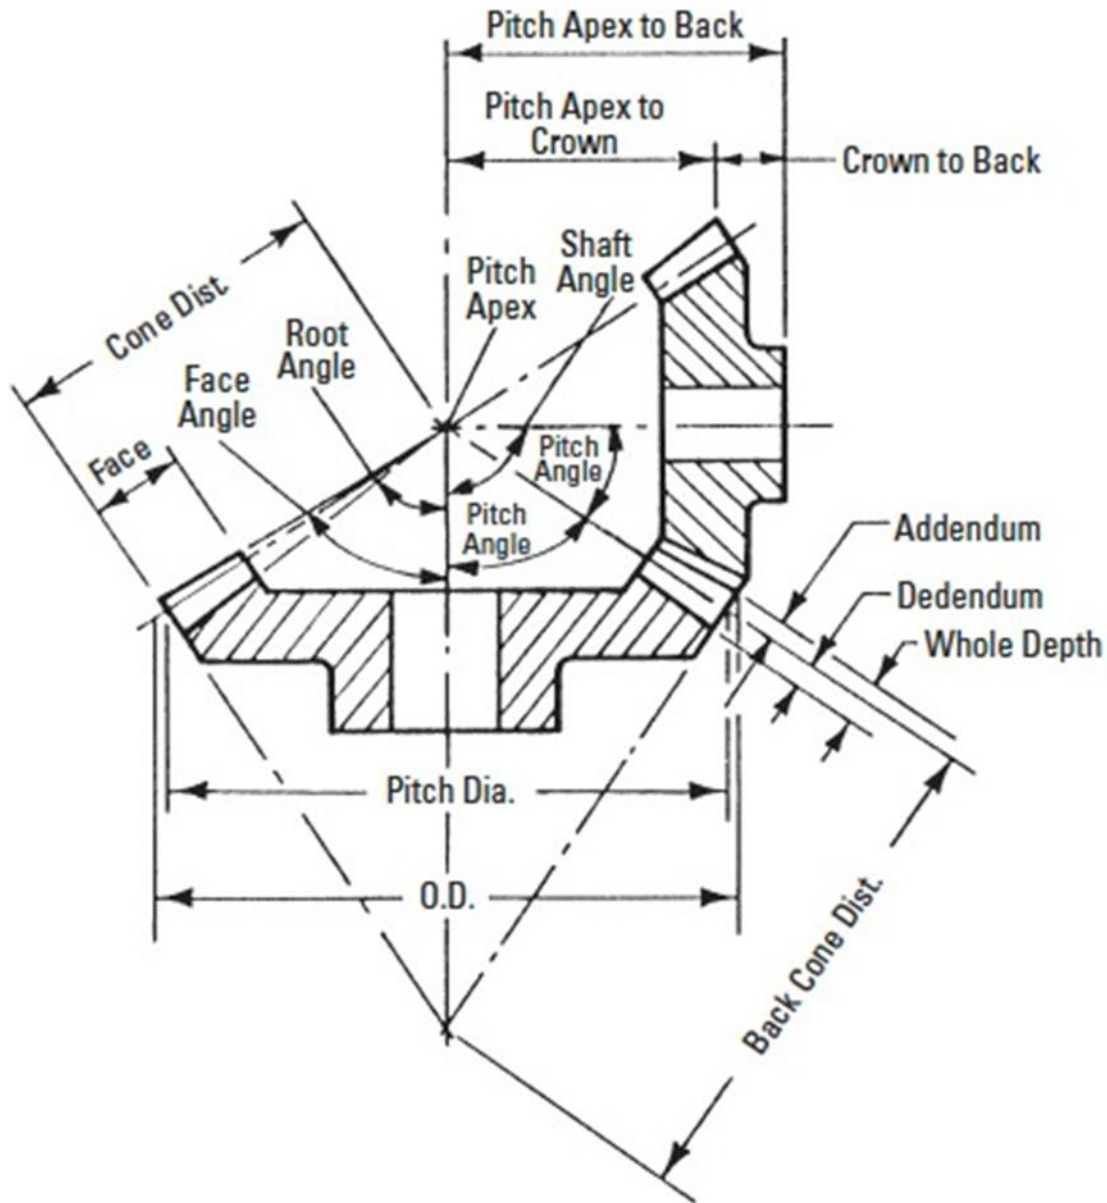 Pitch Apex to Back
Pitch Apex to
Crown
Crown to Back
Shaft
Angle
Pitch
Apex
Cone Dist.
Root
Angle
Face
Angle
Face
Pitch
Angle
Pitch
Angle
Addendum
Dedendum
Whole Depth
Pitch Dia.
O.D.
Back Cone Dist.